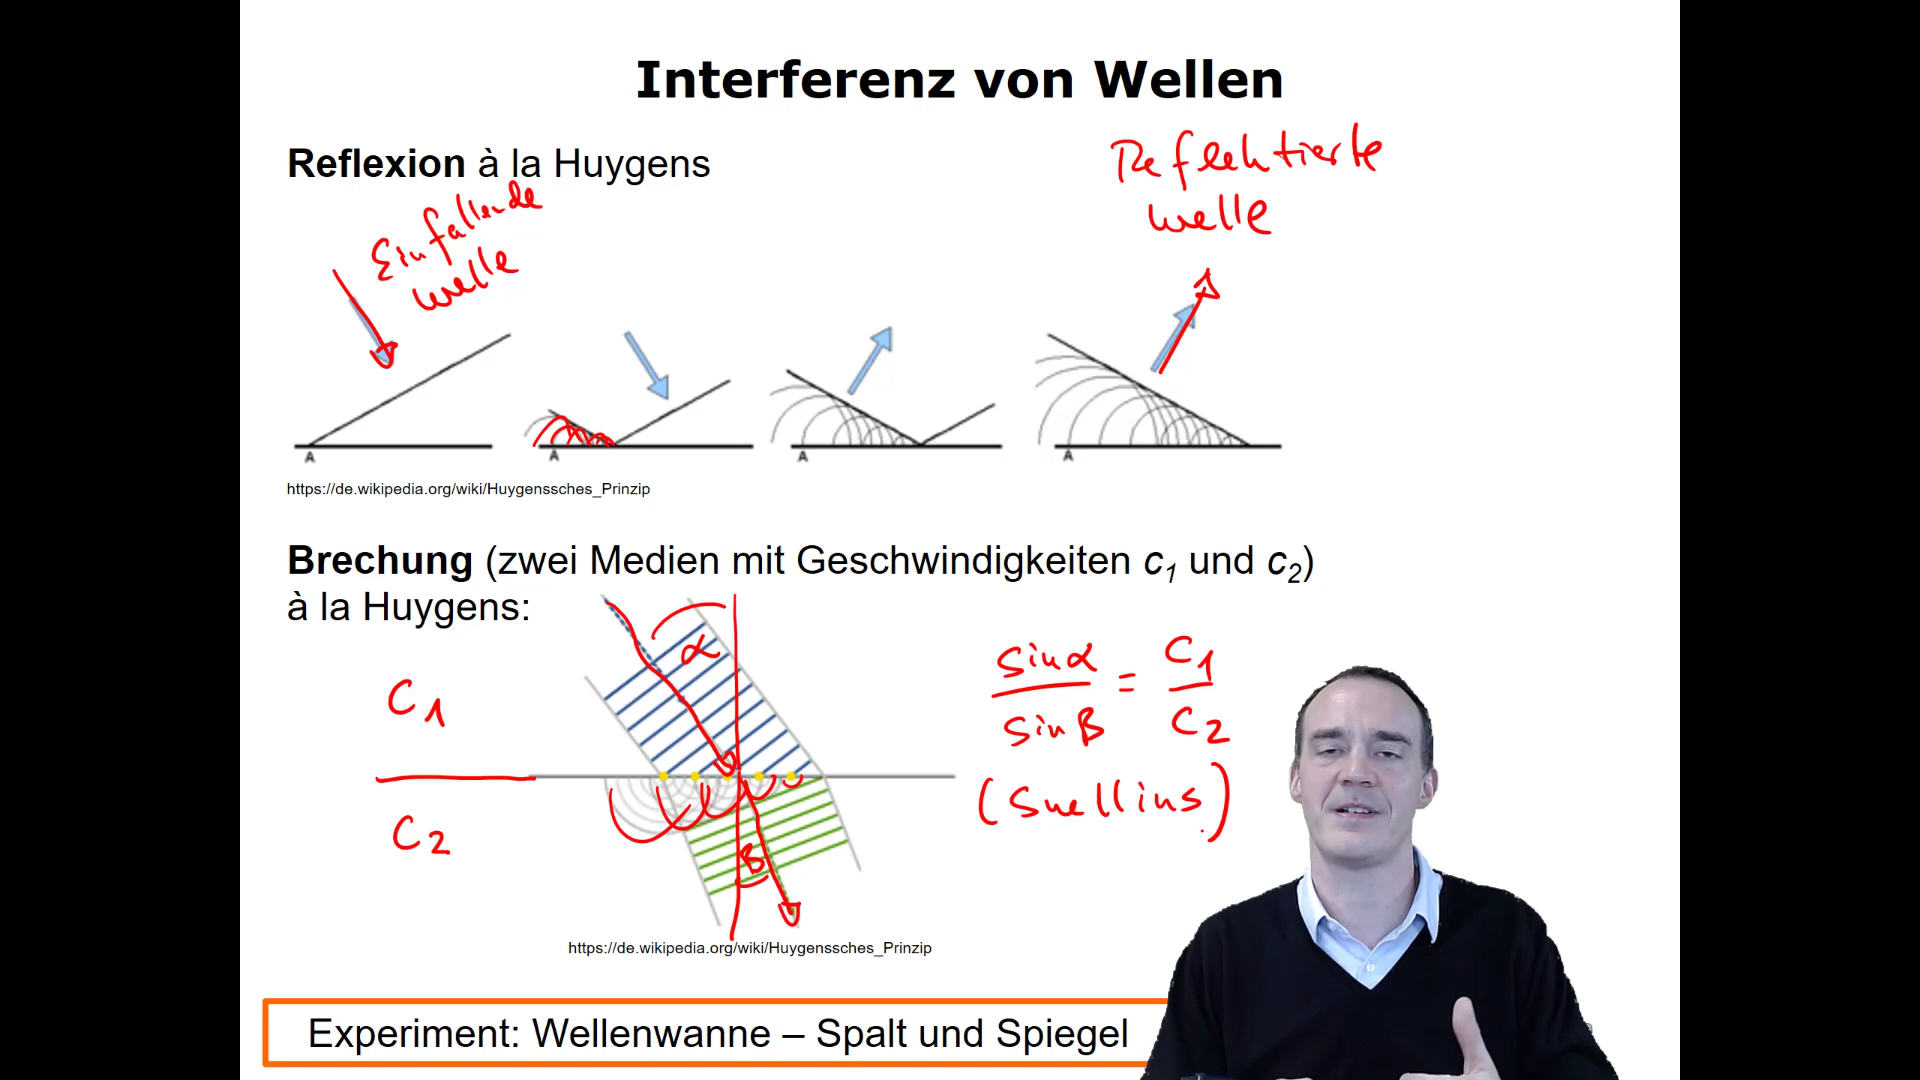 Interferenz von Wellen
Reflexion à la Huygens
Reflektierte
Welle
Einfallende
Welle
A
A
A
A
https://de.wikipedia.org/wiki/Huygenssches_Prinzip
Brechung (zwei Medien mit Geschwindigkeiten c1 und c2)
à la Huygens:
α
C1
C2
β
sinα / sinβ = C1 / C2
(Snellius)
https://de.wikipedia.org/wiki/Huygenssches_Prinzip
Experiment: Wellenwanne – Spalt und Spiegel